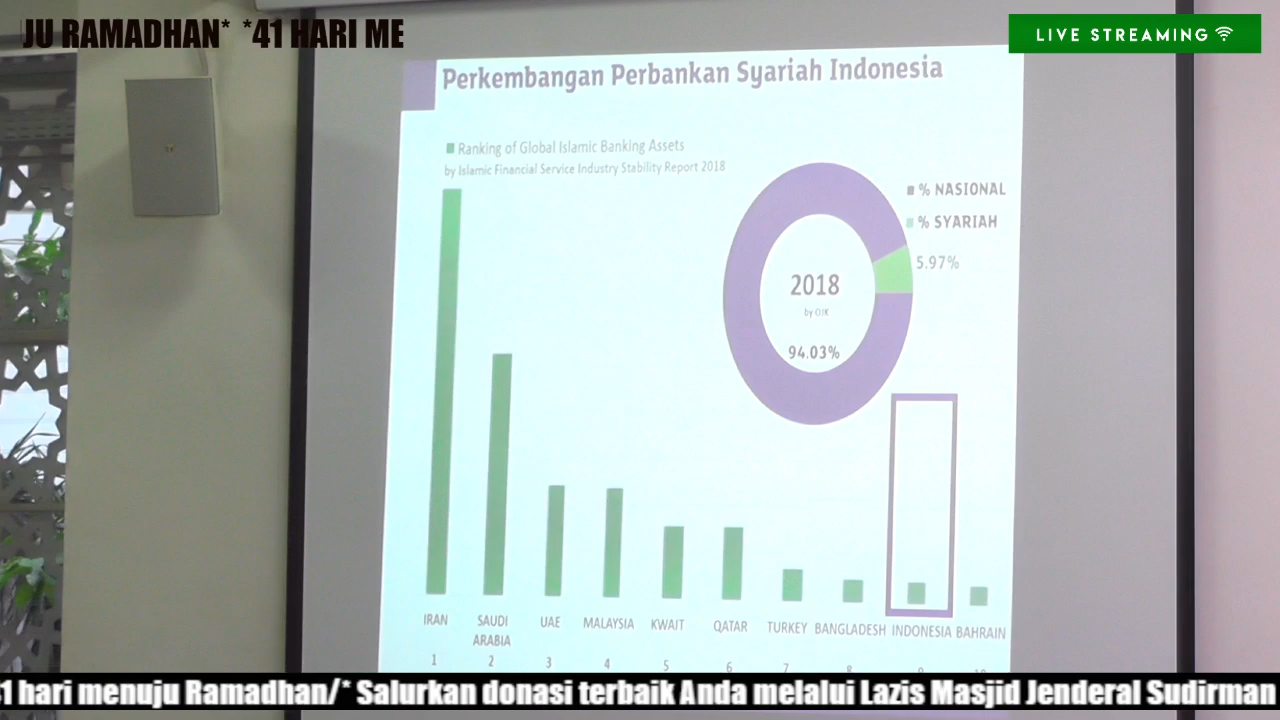 JU RAMADHAN* *41 HARI ME
LIVE STREAMING
Perkembangan Perbankan Syariah Indonesia
Ranking of Global Islamic Banking Assets
by Islamic Financial Service Industry Stability Report 2018
% NASIONAL
% SYARIAH
5.97%
2018
by OJK
94.03%
IRAN SAUDI ARABIA UAE MALAYSIA KWAIT QATAR TURKEY BANGLADESH INDONESIA BAHRAIN
1 2 3 4 5 6 7 8 9 10
41 hari menuju Ramadhan/* Salurkan donasi terbaik Anda melalui Lazis Masjid Jenderal Sudirman